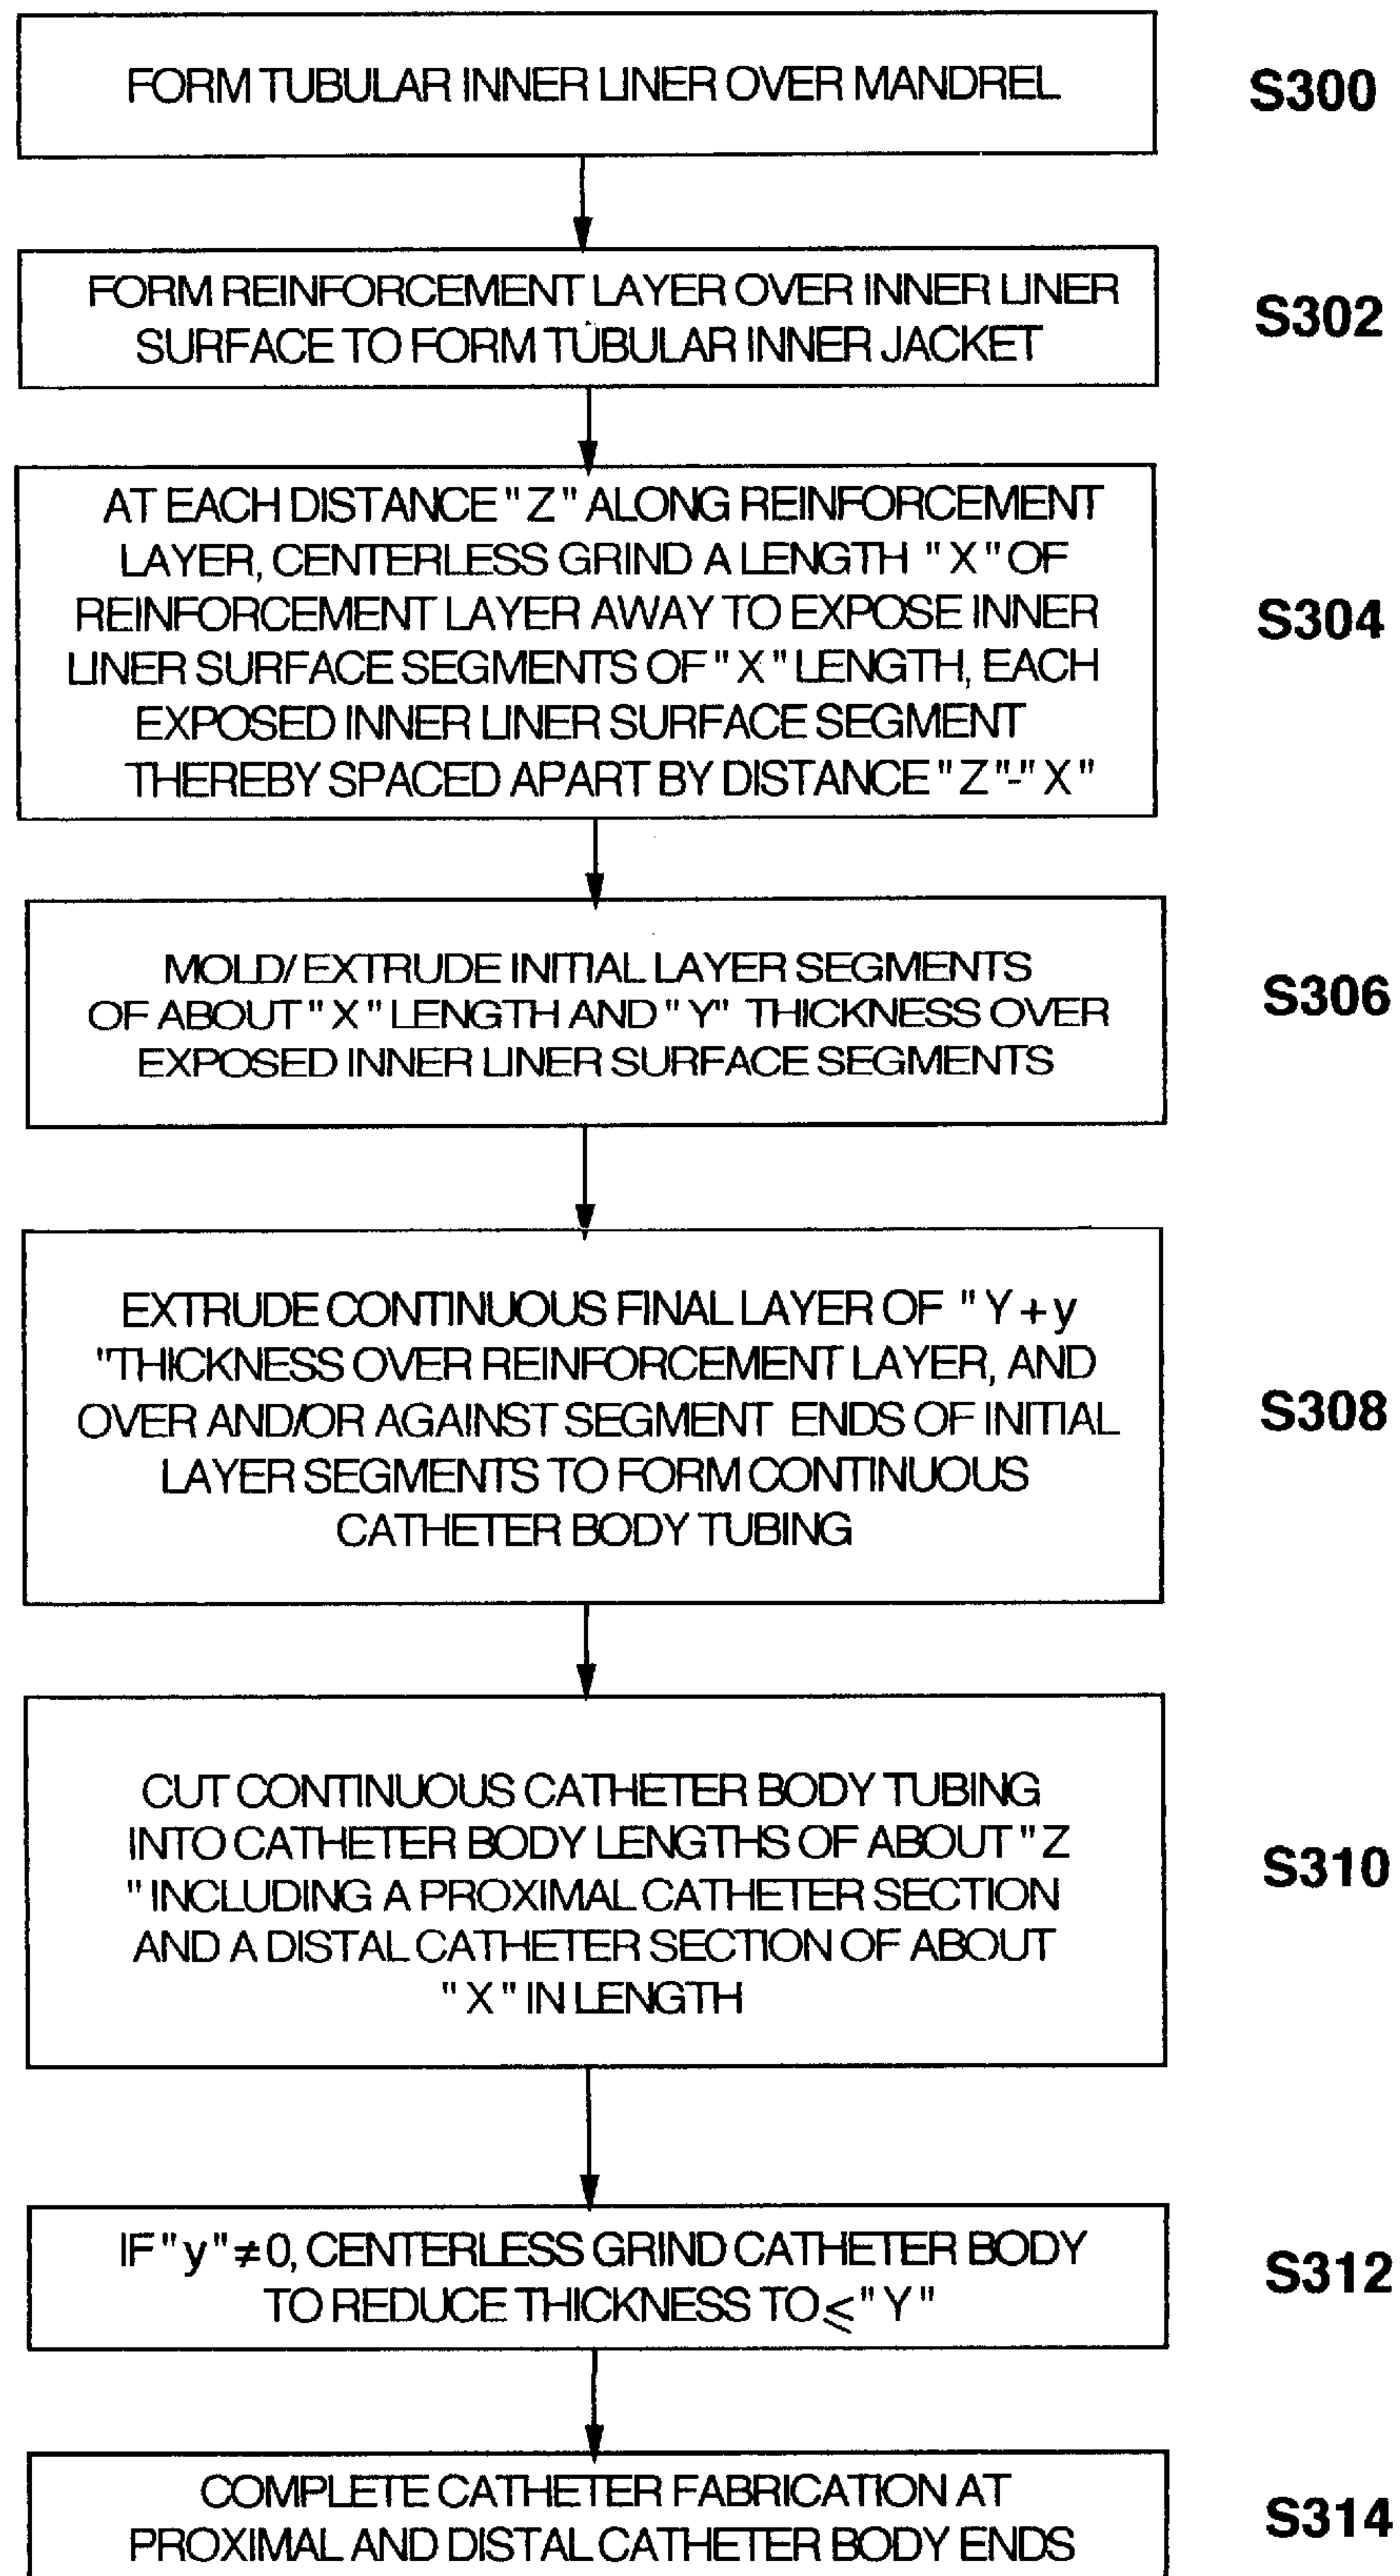 FORM TUBULAR INNER LINER OVER MANDREL
S300
FORM REINFORCEMENT LAYER OVER INNER LINER
SURFACE TO FORM TUBULAR INNER JACKET
S302
AT EACH DISTANCE "Z" ALONG REINFORCEMENT
LAYER, CENTERLESS GRIND A LENGTH "X" OF
REINFORCEMENT LAYER AWAY TO EXPOSE INNER
LINER SURFACE SEGMENTS OF "X" LENGTH, EACH
EXPOSED INNER LINER SURFACE SEGMENT
THEREBY SPACED APART BY DISTANCE "Z"-"X"
S304
MOLD/EXTRUDE INITIAL LAYER SEGMENTS
OF ABOUT "X" LENGTH AND "Y" THICKNESS OVER
EXPOSED INNER LINER SURFACE SEGMENTS
S306
EXTRUDE CONTINUOUS FINAL LAYER OF "Y+y
"THICKNESS OVER REINFORCEMENT LAYER, AND
OVER AND/OR AGAINST SEGMENT ENDS OF INITIAL
LAYER SEGMENTS TO FORM CONTINUOUS
CATHETER BODY TUBING
S308
CUT CONTINUOUS CATHETER BODY TUBING
INTO CATHETER BODY LENGTHS OF ABOUT "Z
" INCLUDING A PROXIMAL CATHETER SECTION
AND A DISTAL CATHETER SECTION OF ABOUT
"X" IN LENGTH
S310
IF "y"≠0, CENTERLESS GRIND CATHETER BODY
TO REDUCE THICKNESS TO ≤"Y"
S312
COMPLETE CATHETER FABRICATION AT
PROXIMAL AND DISTAL CATHETER BODY ENDS
S314